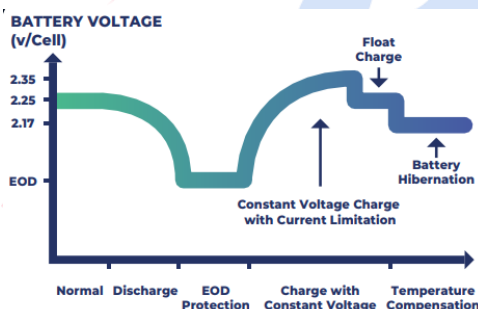 BATTERY VOLTAGE
(v/Cell)
Float
Charge
2.35
2.25
2.17
Battery
Hibernation
EOD
Constant Voltage Charge
with Current Limitation
Normal Discharge EOD Charge with Temperature
Protection Constant Voltage Compensation